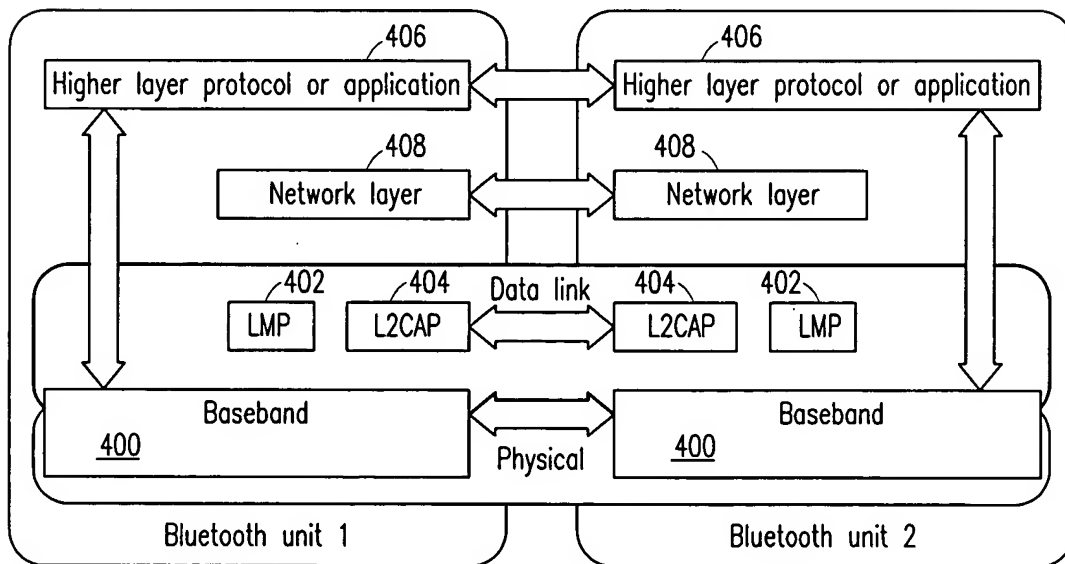 406
406
Higher layer protocol or application
Higher layer protocol or application
408
408
Network layer
Network layer
402
404
Data link
404
402
LMP
L2CAP
L2CAP
LMP
Baseband
Baseband
400
400
Physical
Bluetooth unit 1
Bluetooth unit 2